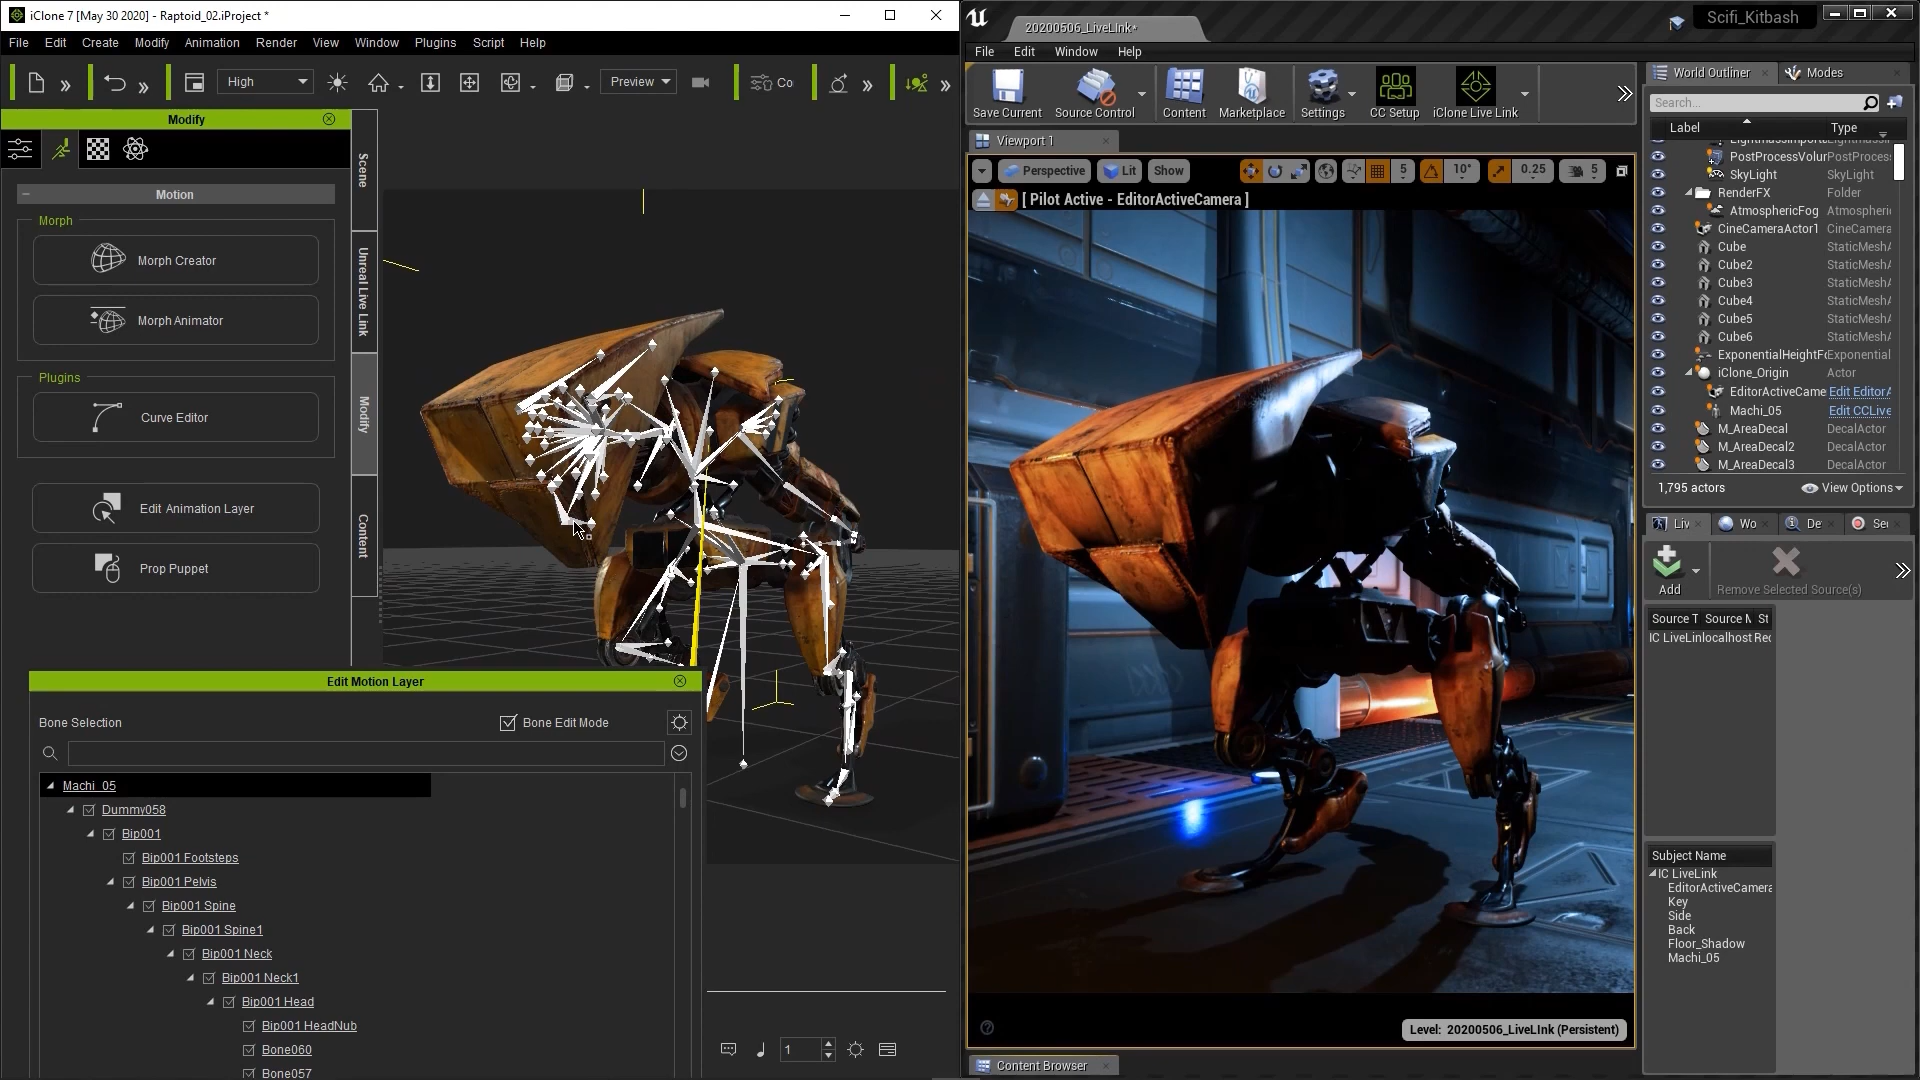 iClone 7 [May 30 2020] - Raptoid_02.iProject *
File Edit Create Modify Animation Render View Window Plugins Script Help
High
Preview
Co
Modify
Motion
Morph
Morph Creator
Morph Animator
Plugins
Curve Editor
Edit Animation Layer
Prop Puppet
Scene
Unreal Live Link
Modify
Content
Edit Motion Layer
Bone Selection
Bone Edit Mode
Machi_05
Dummy058
Bip001
Bip001 Footsteps
Bip001 Pelvis
Bip001 Spine
Bip001 Spine1
Bip001 Neck
Bip001 Neck1
Bip001 Head
Bip001 HeadNub
Bone060
Bone057
1
20200506_LiveLInk*
Scifi_Kitbash
File Edit Window Help
Save Current
Source Control
Content
Marketplace
Settings
CC Setup
iClone Live Link
Viewport 1
Perspective
Lit
Show
5
10°
0.25
5
[ Pilot Active - EditorActiveCamera ]
Level: 20200506_LiveLInk (Persistent)
Content Browser
World Outliner
Modes
Search...
Label Type
PostProcessVolur PostProces
SkyLight SkyLight
RenderFX Folder
AtmosphericFog Atmospheri
CineCameraActor1 CineCamera
Cube StaticMeshA
Cube2 StaticMeshA
Cube3 StaticMeshA
Cube4 StaticMeshA
Cube5 StaticMeshA
Cube6 StaticMeshA
ExponentialHeightFo Exponential
iClone_Origin Actor
EditorActiveCame Edit EditorA
Machi_05 Edit CCLive
M_AreaDecal DecalActor
M_AreaDecal2 DecalActor
M_AreaDecal3 DecalActor
1,795 actors
View Options
Liv
Wo
De
Se
Add
Remove Selected Source(s)
Source T Source M St
IC LiveLin localhost Rec
Subject Name
IC LiveLink
EditorActiveCamera
Key
Side
Back
Floor_Shadow
Machi_05